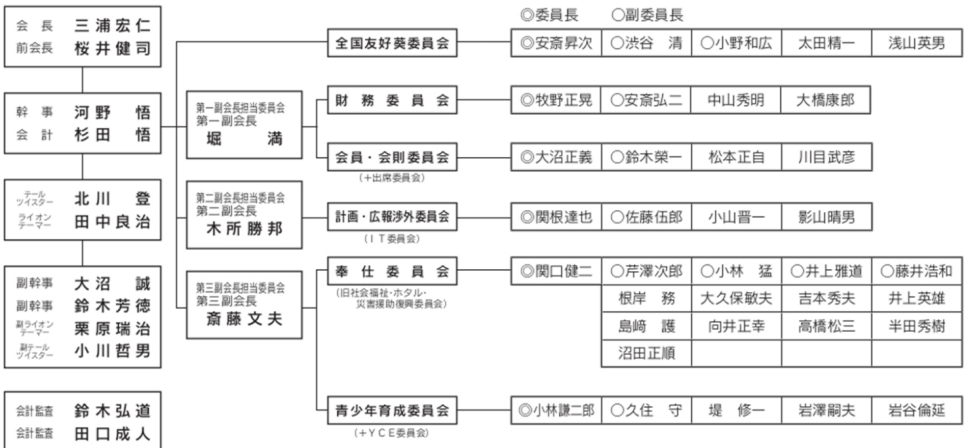 ◎委員長 ○副委員長
会長 三浦宏仁
前会長 桜井健司
幹事 河野 悟
会計 杉田 悟
テールツイスター 北川 登
ライオンテーマー 田中良治
副幹事 大沼 誠
副幹事 鈴木芳徳
副ライオンテーマー 栗原瑞治
副テールツイスター 小川哲男
会計監査 鈴木弘道
会計監査 田口成人
全国友好葵委員会 ◎安斎昇次 ○渋谷 清 ○小野和広 太田精一 浅山英男
第一副会長担当委員会
第一副会長
堀 満
財務委員会 ◎牧野正晃 ○安斎弘二 中山秀明 大橋康郎
会員・会則委員会 ◎大沼正義 ○鈴木榮一 松本正自 川目武彦
(+出席委員会)
第二副会長担当委員会
第二副会長
木所勝邦
計画・広報渉外委員会 ◎関根達也 ○佐藤伍郎 小山晋一 影山晴男
(IT委員会)
第三副会長担当委員会
第三副会長
斎藤文夫
奉仕委員会 ◎関口健二 ○芹澤次郎 ○小林 猛 ○井上雅道 ○藤井浩和
(旧社会福祉・ホタル・
災害援助復興委員会)
根岸 務 大久保敏夫 吉本秀夫 井上英雄
島﨑 護 向井正幸 高橋松三 半田秀樹
沼田正順
青少年育成委員会 ◎小林謙二郎 ○久住 守 堤 修一 岩澤嗣夫 岩谷倫延
(+YCE委員会)